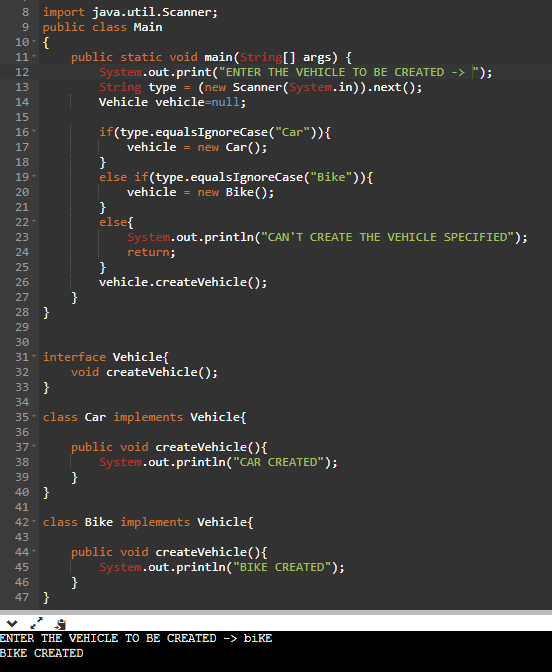 8 import java.util.Scanner;
9 public class Main
10 {
11 public static void main(String[] args) {
12 System.out.print("ENTER THE VEHICLE TO BE CREATED -> ");
13 String type = (new Scanner(System.in)).next();
14 Vehicle vehicle=null;
15
16 if(type.equalsIgnoreCase("Car")){
17 vehicle = new Car();
18 }
19 else if(type.equalsIgnoreCase("Bike")){
20 vehicle = new Bike();
21 }
22 else{
23 System.out.println("CAN'T CREATE THE VEHICLE SPECIFIED");
24 return;
25 }
26 vehicle.createVehicle();
27 }
28 }
29
30
31 interface Vehicle{
32 void createVehicle();
33 }
34
35 class Car implements Vehicle{
36
37 public void createVehicle(){
38 System.out.println("CAR CREATED");
39 }
40 }
41
42 class Bike implements Vehicle{
43
44 public void createVehicle(){
45 System.out.println("BIKE CREATED");
46 }
47 }
ENTER THE VEHICLE TO BE CREATED -> biKE
BIKE CREATED